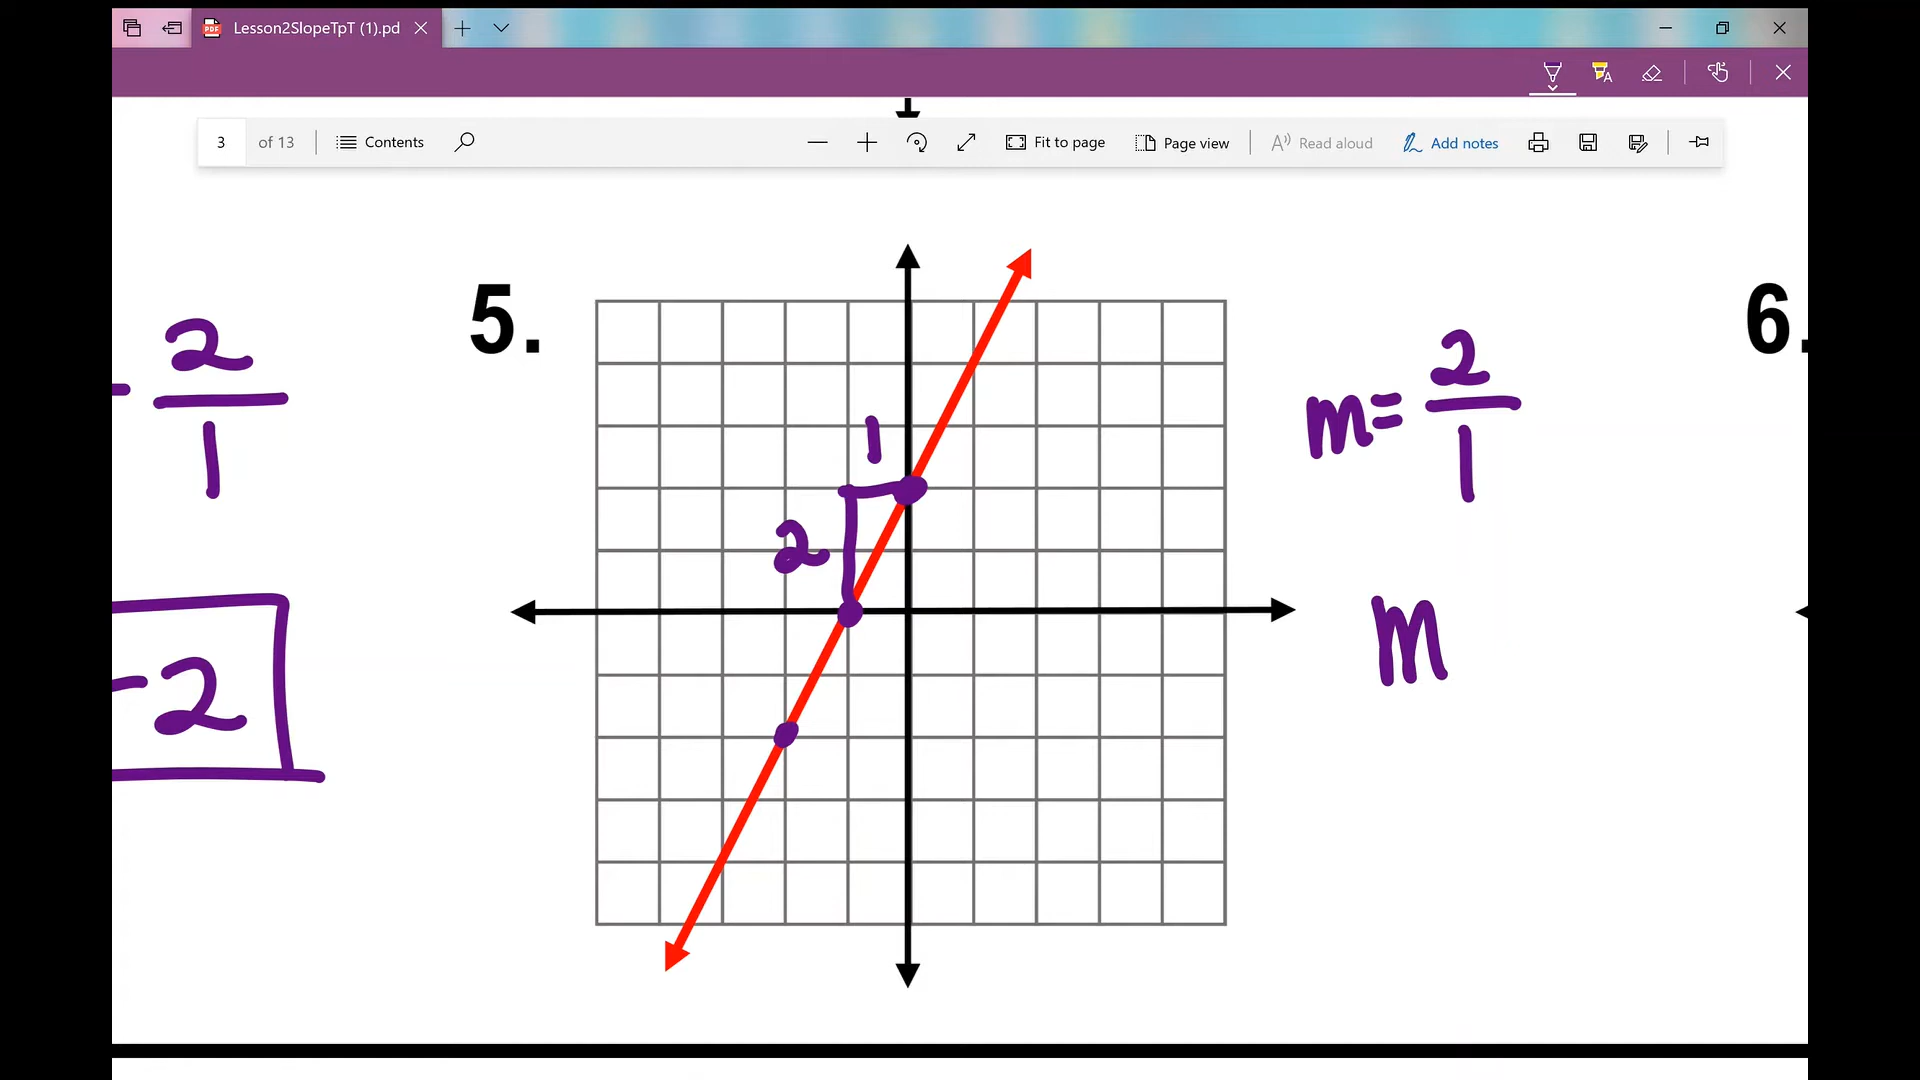 Lesson2SlopeTpT (1).pd
3 of 13 Contents Fit to page Page view Read aloud Add notes
5.
6.
- 2/1
-2
1
2
m= 2/1
m